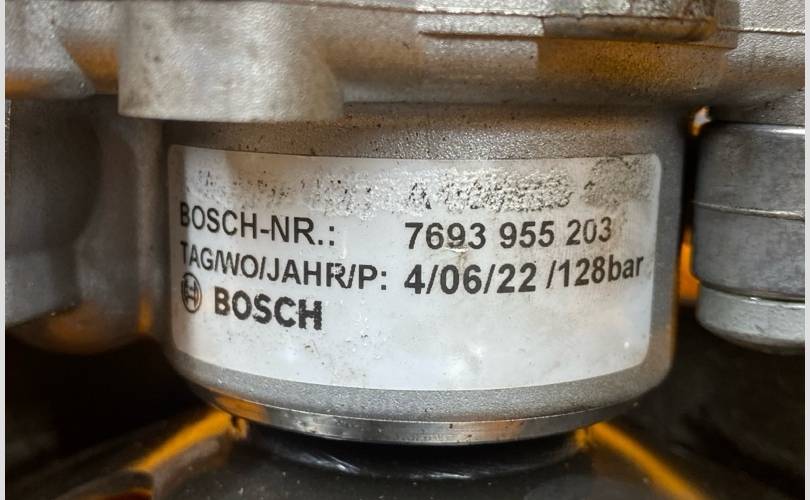 BOSCH-NR.: 7693 955 203
TAG/WO/JAHR/P: 4/06/22 /128bar
BOSCH